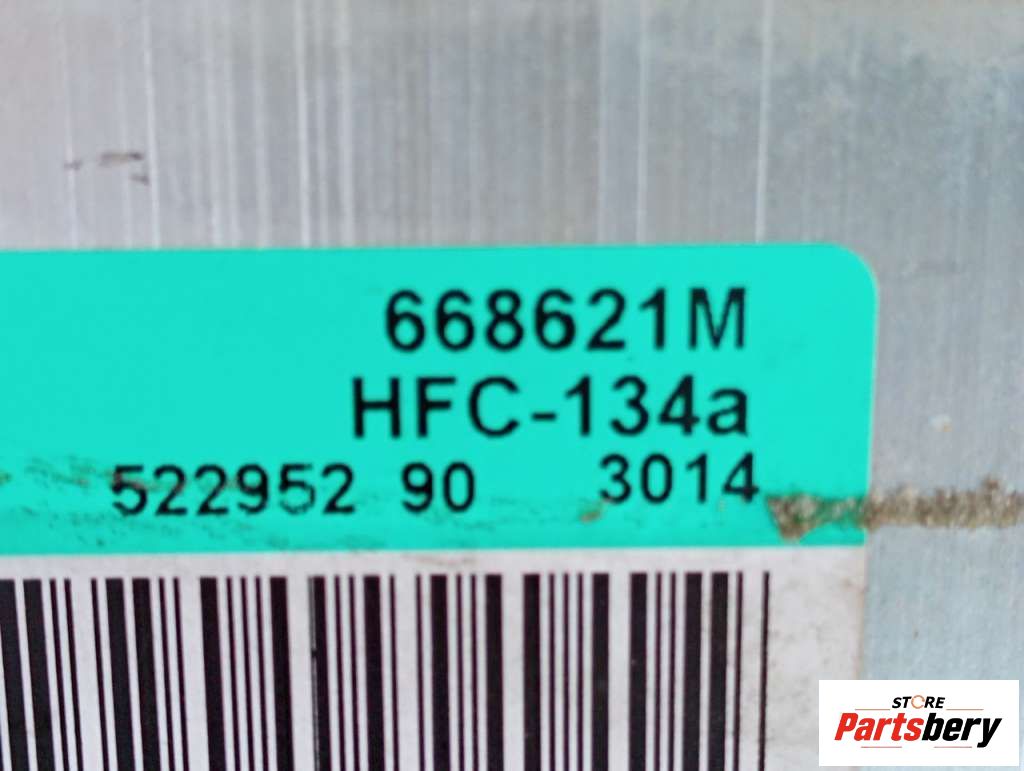 668621M
HFC-134a
522952 90 3014
STORE
Partsbery